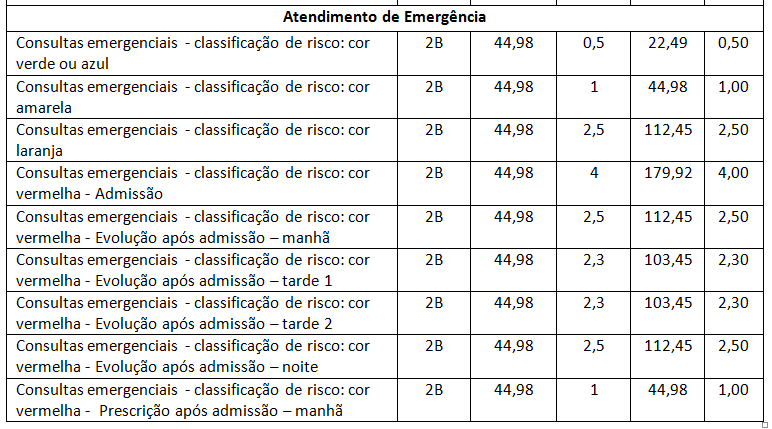 Atendimento de Emergência
Consultas emergenciais - classificação de risco: cor 2B 44,98 0,5 22,49 0,50
verde ou azul
Consultas emergenciais - classificação de risco: cor 2B 44,98 1 44,98 1,00
amarela
Consultas emergenciais - classificação de risco: cor 2B 44,98 2,5 112,45 2,50
laranja
Consultas emergenciais - classificação de risco: cor 2B 44,98 4 179,92 4,00
vermelha - Admissão
Consultas emergenciais - classificação de risco: cor 2B 44,98 2,5 112,45 2,50
vermelha - Evolução após admissão – manhã
Consultas emergenciais - classificação de risco: cor 2B 44,98 2,3 103,45 2,30
vermelha - Evolução após admissão – tarde 1
Consultas emergenciais - classificação de risco: cor 2B 44,98 2,3 103,45 2,30
vermelha - Evolução após admissão – tarde 2
Consultas emergenciais - classificação de risco: cor 2B 44,98 2,5 112,45 2,50
vermelha - Evolução após admissão – noite
Consultas emergenciais - classificação de risco: cor 2B 44,98 1 44,98 1,00
vermelha - Prescrição após admissão – manhã